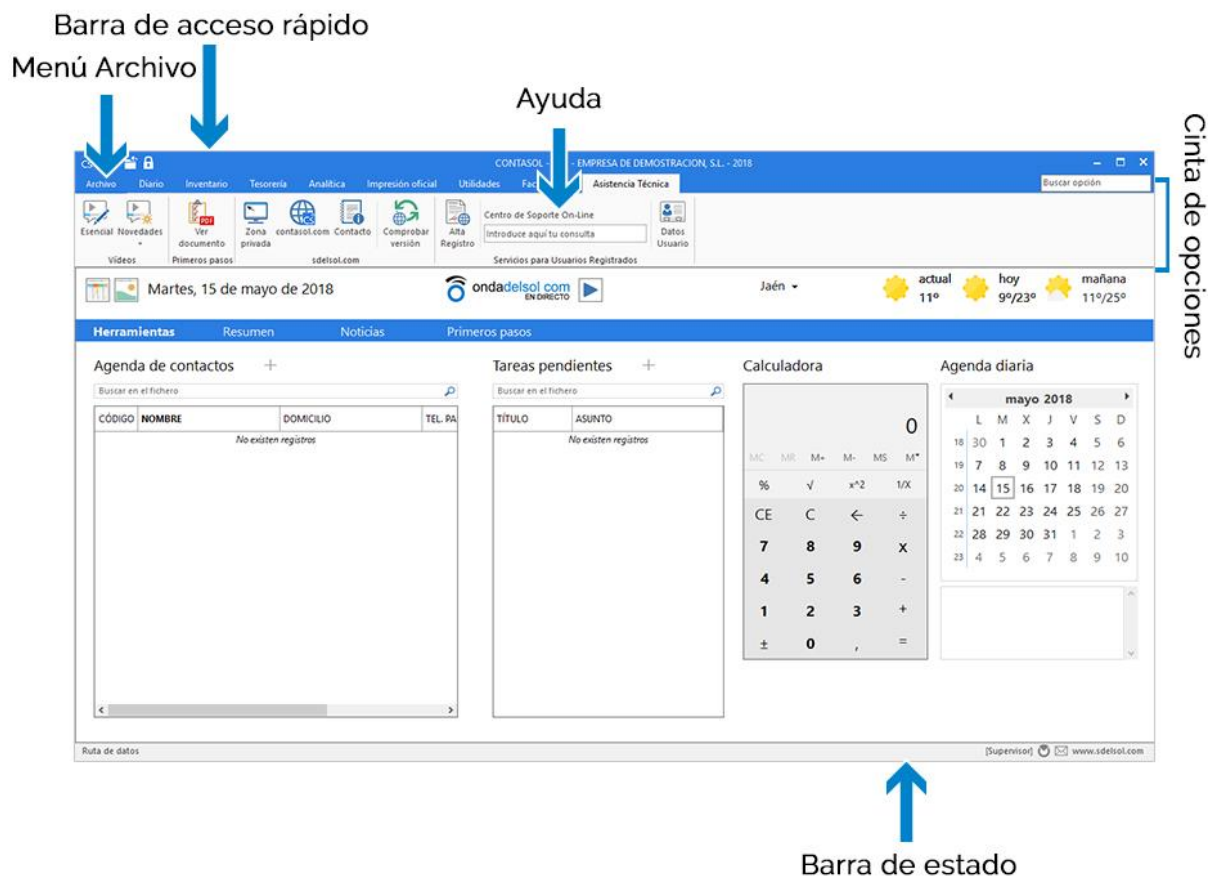 Barra de acceso rápido
Menú Archivo
Ayuda
Cinta de opciones
CONTASOL - EMPRESA DE DEMOSTRACION, S.L. - 2018
Archivo Diario Inventario Tesorería Analítica Impresión oficial Utilidades Asistencia Técnica Buscar opción
Esencial Novedades Ver documento PDF Zona privada contasol.com Contacto Comprobar versión Alta Registro Centro de Soporte On-Line Introduce aquí tu consulta Datos Usuario
Vídeos Primeros pasos sdelsol.com Servicios para Usuarios Registrados
Martes, 15 de mayo de 2018 ondadelsol com EN DIRECTO Jaén actual 11º hoy 9º/23º mañana 11º/25º
Herramientas Resumen Noticias Primeros pasos
Agenda de contactos + Tareas pendientes + Calculadora Agenda diaria
Buscar en el fichero Buscar en el fichero
CÓDIGO NOMBRE DOMICILIO TEL. PA TÍTULO ASUNTO
No existen registros No existen registros
0
MC MR M+ M- MS M
% √ x^2 1/X
CE C ← ÷
7 8 9 x
4 5 6 -
1 2 3 +
± 0 , =
mayo 2018
L M X J V S D
18 30 1 2 3 4 5 6
19 7 8 9 10 11 12 13
20 14 15 16 17 18 19 20
21 21 22 23 24 25 26 27
22 28 29 30 31 1 2 3
23 4 5 6 7 8 9 10
Ruta de datos [Supervisor] www.sdelsol.com
Barra de estado